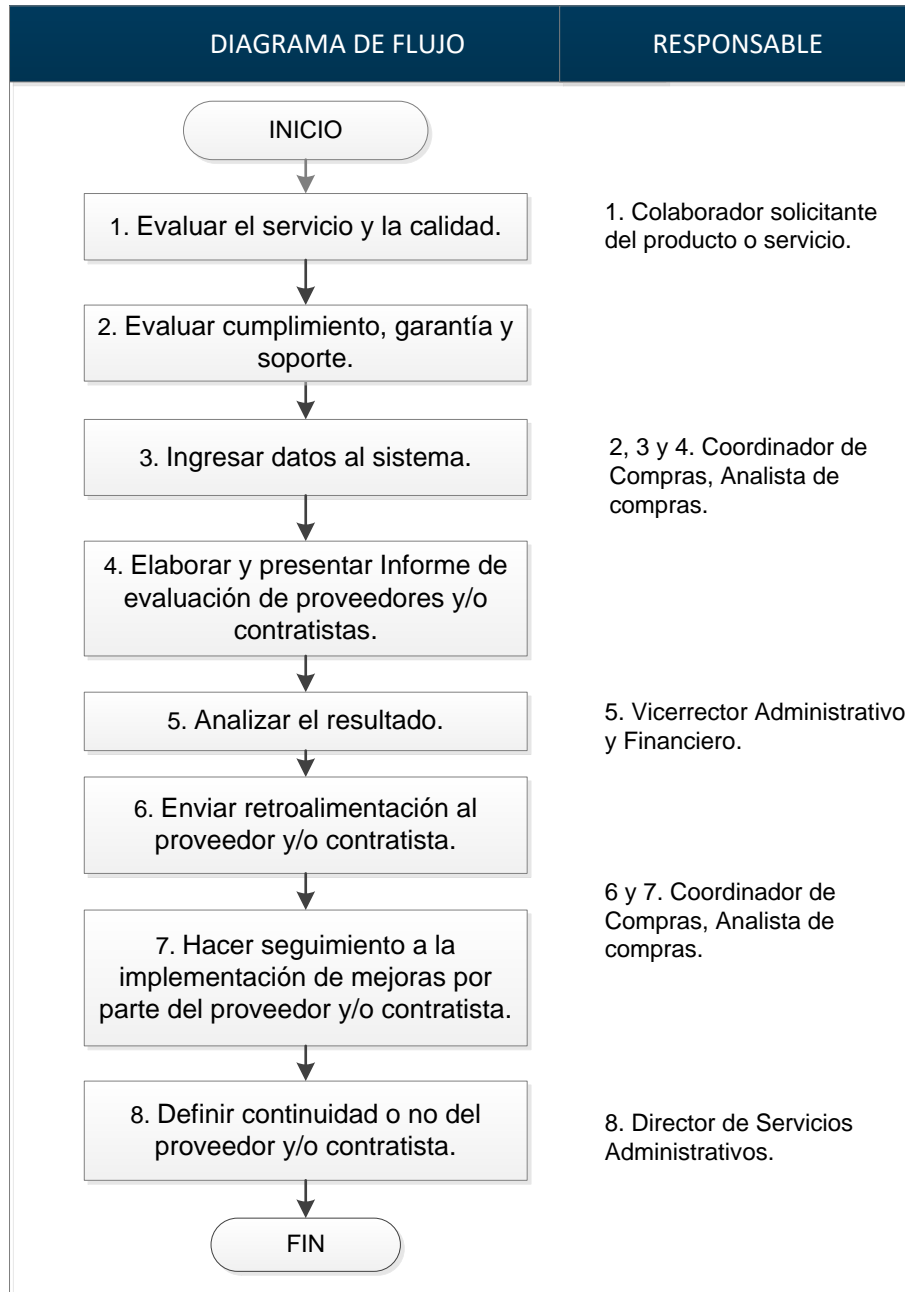 DIAGRAMA DE FLUJO
RESPONSABLE
INICIO
1. Evaluar el servicio y la calidad.
1. Colaborador solicitante
del producto o servicio.
2. Evaluar cumplimiento, garantía y
soporte.
3. Ingresar datos al sistema.
2, 3 y 4. Coordinador de
Compras, Analista de
compras.
4. Elaborar y presentar Informe de
evaluación de proveedores y/o
contratistas.
5. Analizar el resultado.
5. Vicerrector Administrativo
y Financiero.
6. Enviar retroalimentación al
proveedor y/o contratista.
6 y 7. Coordinador de
Compras, Analista de
compras.
7. Hacer seguimiento a la
implementación de mejoras por
parte del proveedor y/o contratista.
8. Definir continuidad o no del
proveedor y/o contratista.
8. Director de Servicios
Administrativos.
FIN